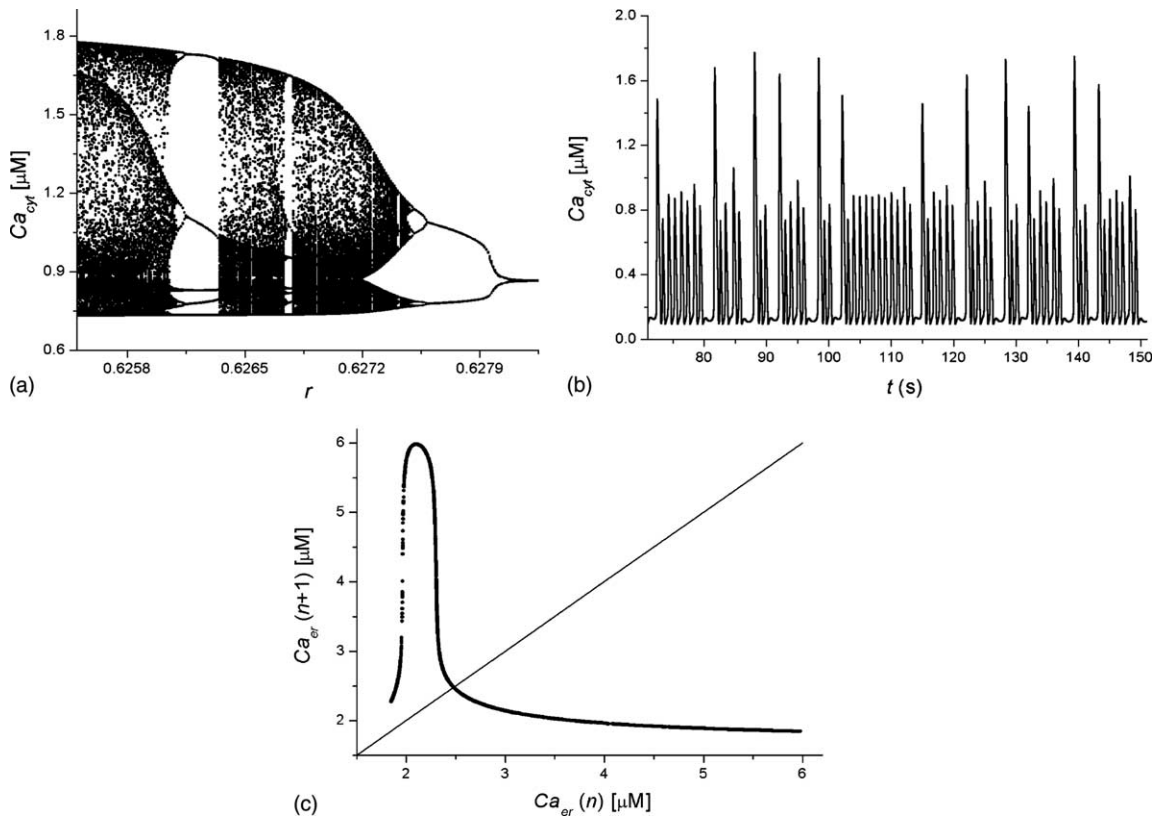 1.8
1.5
1.2
0.9
0.6
Ca_cyt [µM]
0.6258 0.6265 0.6272 0.6279
r
(a)
2.0
1.6
1.2
0.8
0.4
0.0
Ca_cyt [µM]
80 90 100 110 120 130 140 150
t (s)
(b)
6
5
4
3
2
Ca_er (n+1) [µM]
2 3 4 5 6
Ca_er (n) [µM]
(c)